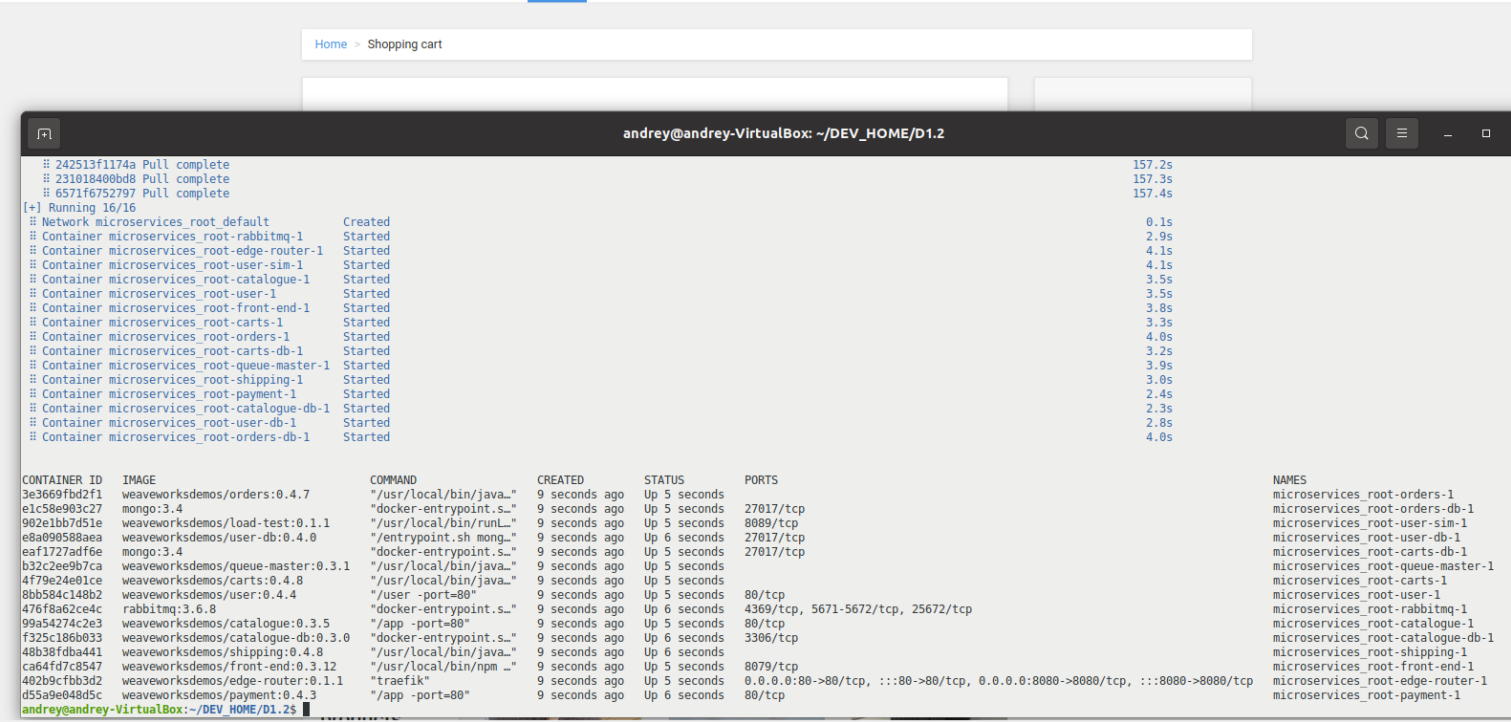 Home > Shopping cart
andrey@andrey-VirtualBox: ~/DEV_HOME/D1.2
242513f1174a Pull complete 157.2s
231018400bd8 Pull complete 157.3s
6571f6752797 Pull complete 157.4s
[+] Running 16/16
Network microservices_root_default Created 0.1s
Container microservices_root-rabbitmq-1 Started 2.9s
Container microservices_root-edge-router-1 Started 4.1s
Container microservices_root-user-sim-1 Started 4.1s
Container microservices_root-catalogue-1 Started 3.5s
Container microservices_root-user-1 Started 3.5s
Container microservices_root-front-end-1 Started 3.8s
Container microservices_root-carts-1 Started 3.3s
Container microservices_root-orders-1 Started 4.0s
Container microservices_root-carts-db-1 Started 3.2s
Container microservices_root-queue-master-1 Started 3.9s
Container microservices_root-shipping-1 Started 3.0s
Container microservices_root-payment-1 Started 2.4s
Container microservices_root-catalogue-db-1 Started 2.3s
Container microservices_root-user-db-1 Started 2.8s
Container microservices_root-orders-db-1 Started 4.0s
CONTAINER ID IMAGE COMMAND CREATED STATUS PORTS NAMES
3e3669fbd2f1 weaveworksdemos/orders:0.4.7 "/usr/local/bin/java…" 9 seconds ago Up 5 seconds microservices_root-orders-1
e1c58e903c27 mongo:3.4 "docker-entrypoint.s…" 9 seconds ago Up 5 seconds 27017/tcp microservices_root-orders-db-1
902e1bb7d51e weaveworksdemos/load-test:0.1.1 "/usr/local/bin/runL…" 9 seconds ago Up 5 seconds 8089/tcp microservices_root-user-sim-1
e8a090588aea weaveworksdemos/user-db:0.4.0 "/entrypoint.sh mong…" 9 seconds ago Up 6 seconds 27017/tcp microservices_root-user-db-1
eaf1727adf6e mongo:3.4 "docker-entrypoint.s…" 9 seconds ago Up 5 seconds 27017/tcp microservices_root-carts-db-1
b32c2ee9b7ca weaveworksdemos/queue-master:0.3.1 "/usr/local/bin/java…" 9 seconds ago Up 5 seconds microservices_root-queue-master-1
4f79e24e01ce weaveworksdemos/carts:0.4.8 "/usr/local/bin/java…" 9 seconds ago Up 5 seconds microservices_root-carts-1
8bb584c148b2 weaveworksdemos/user:0.4.4 "/user -port=80" 9 seconds ago Up 5 seconds 80/tcp microservices_root-user-1
476f8a62ce4c rabbitmq:3.6.8 "docker-entrypoint.s…" 9 seconds ago Up 6 seconds 4369/tcp, 5671-5672/tcp, 25672/tcp microservices_root-rabbitmq-1
99a54274c2e3 weaveworksdemos/catalogue:0.3.5 "/app -port=80" 9 seconds ago Up 5 seconds 80/tcp microservices_root-catalogue-1
f325c186b033 weaveworksdemos/catalogue-db:0.3.0 "docker-entrypoint.s…" 9 seconds ago Up 6 seconds 3306/tcp microservices_root-catalogue-db-1
48b38fdba441 weaveworksdemos/shipping:0.4.8 "/usr/local/bin/java…" 9 seconds ago Up 6 seconds microservices_root-shipping-1
ca64fd7c8547 weaveworksdemos/front-end:0.3.12 "/usr/local/bin/npm …" 9 seconds ago Up 5 seconds 8079/tcp microservices_root-front-end-1
402b9cfbb3d2 weaveworksdemos/edge-router:0.1.1 "traefik" 9 seconds ago Up 5 seconds 0.0.0.0:80->80/tcp, :::80->80/tcp, 0.0.0.0:8080->8080/tcp, :::8080->8080/tcp microservices_root-edge-router-1
d55a9e048d5c weaveworksdemos/payment:0.4.3 "/app -port=80" 9 seconds ago Up 6 seconds 80/tcp microservices_root-payment-1
andrey@andrey-VirtualBox:~/DEV_HOME/D1.2$